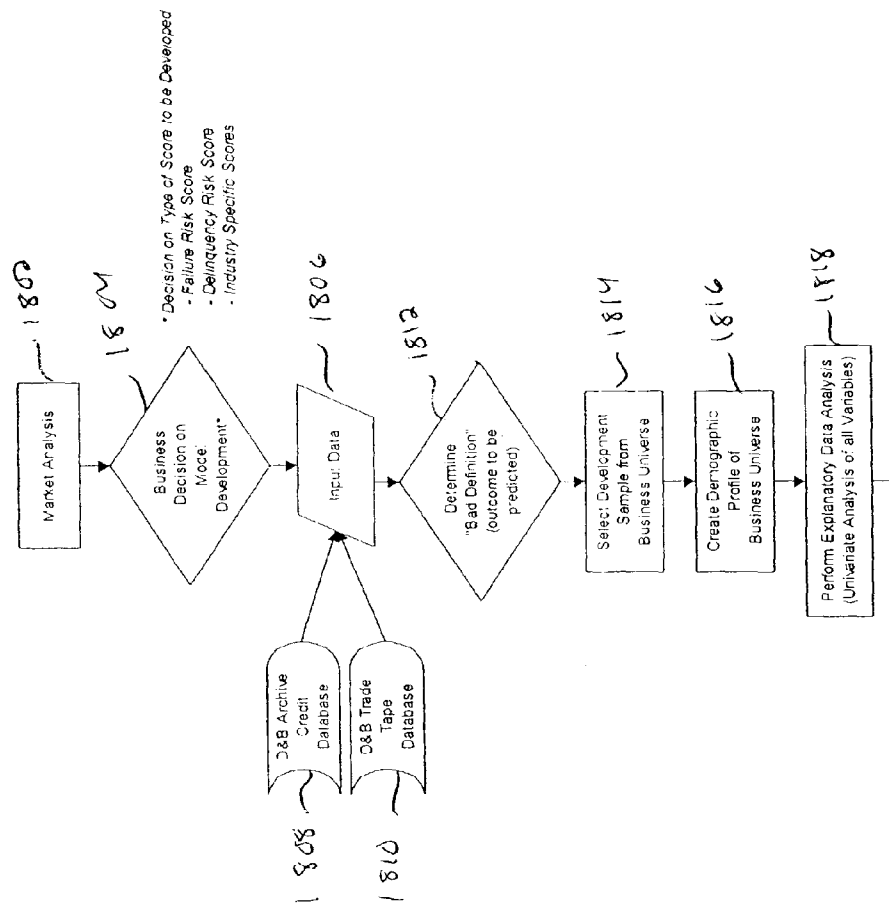 Market Analysis
1802
Business
Decision on
Model
Development*
1804
* Decision on Type of Score to be Developed
- Failure Risk Score
- Delinquency Risk Score
- Industry Specific Scores
D&B Archive
Credit
Database
1808
D&B Trade
Tape
Database
1810
Input Data
1806
Determine
"Bad Definition"
(outcome to be
predicted)
1812
Select Development
Sample from
Business Universe
1814
Create Demographic
Profile of
Business Universe
1816
Perform Explanatory Data Analysis
(Univariate Analysis of all Variables)
1818